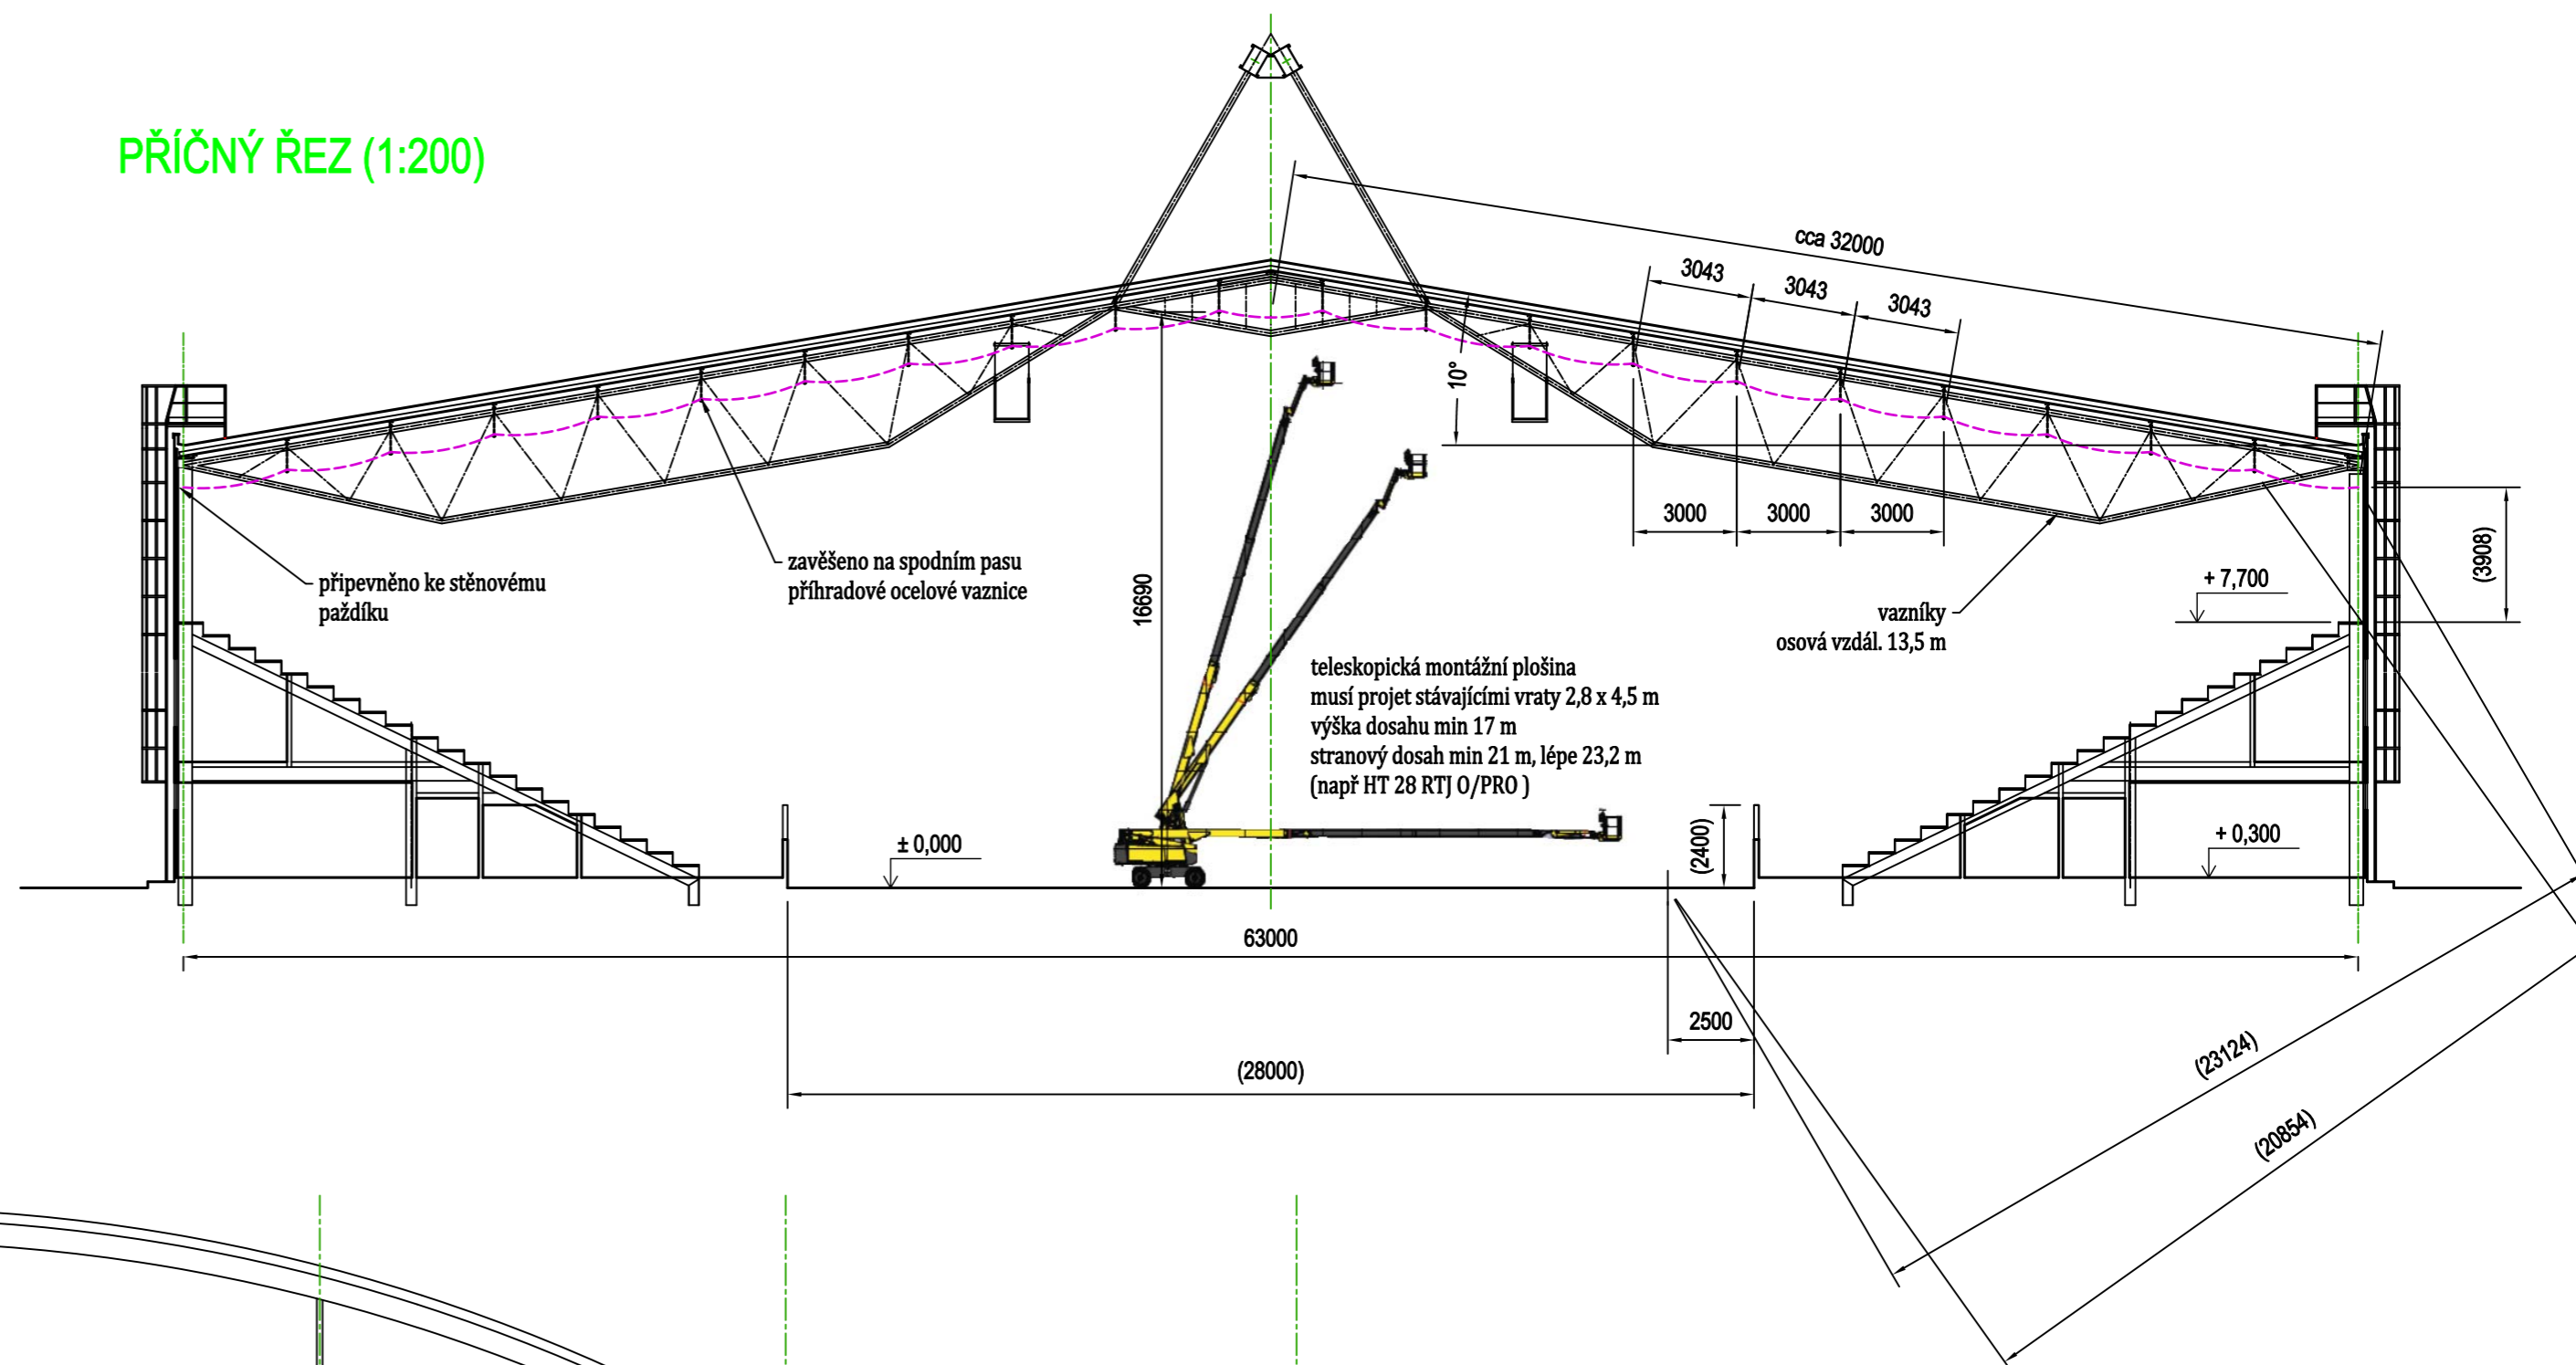 PŘÍČNÝ ŘEZ (1:200)
cca 32000
3043
3043
3043
10°
3000
3000
3000
připevněno ke stěnovému
paždíku
zavěšeno na spodním pasu
příhradové ocelové vaznice
16690
vazníky
osová vzdál. 13,5 m
+ 7,700
(3908)
teleskopická montážní plošina
musí projet stávajícími vraty 2,8 x 4,5 m
výška dosahu min 17 m
stranový dosah min 21 m, lépe 23,2 m
(např HT 28 RTJ O/PRO )
± 0,000
(2400)
+ 0,300
63000
2500
(28000)
(23124)
(20854)